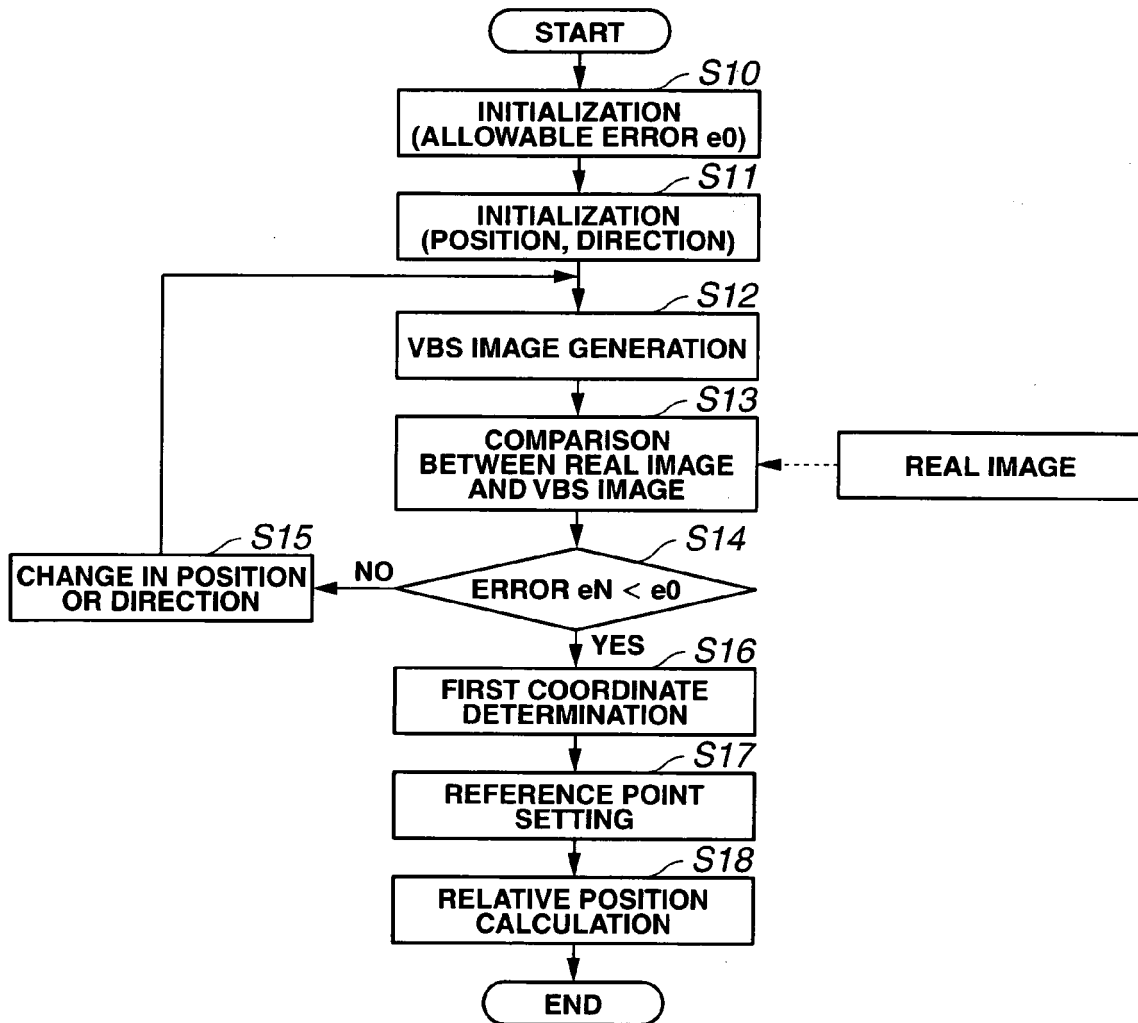 START
S10
INITIALIZATION
(ALLOWABLE ERROR e0)
S11
INITIALIZATION
(POSITION, DIRECTION)
S12
VBS IMAGE GENERATION
S13
COMPARISON
BETWEEN REAL IMAGE
AND VBS IMAGE
REAL IMAGE
S14
ERROR eN < e0
NO
S15
CHANGE IN POSITION
OR DIRECTION
YES
S16
FIRST COORDINATE
DETERMINATION
S17
REFERENCE POINT
SETTING
S18
RELATIVE POSITION
CALCULATION
END